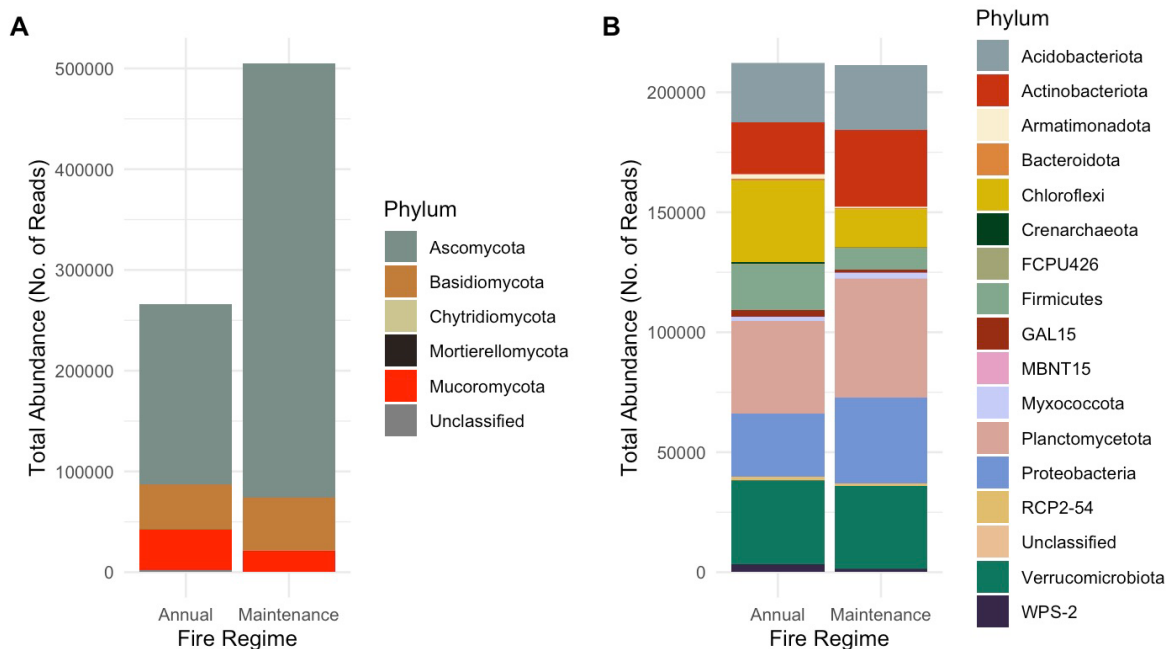 A
Total Abundance (No. of Reads)
500000
400000
300000
200000
100000
0
Annual
Maintenance
Fire Regime
Phylum
Ascomycota
Basidiomycota
Chytridiomycota
Mortierellomycota
Mucoromycota
Unclassified
B
Total Abundance (No. of Reads)
200000
150000
100000
50000
0
Annual
Maintenance
Fire Regime
Phylum
Acidobacteriota
Actinobacteriota
Armatimonadota
Bacteroidota
Chloroflexi
Crenarchaeota
FCPU426
Firmicutes
GAL15
MBNT15
Myxococcota
Planctomycetota
Proteobacteria
RCP2-54
Unclassified
Verrucomicrobiota
WPS-2